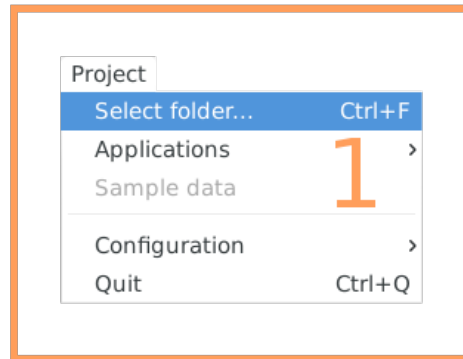 Project
Select folder... Ctrl+F
Applications ›
1
Sample data
Configuration ›
Quit Ctrl+Q